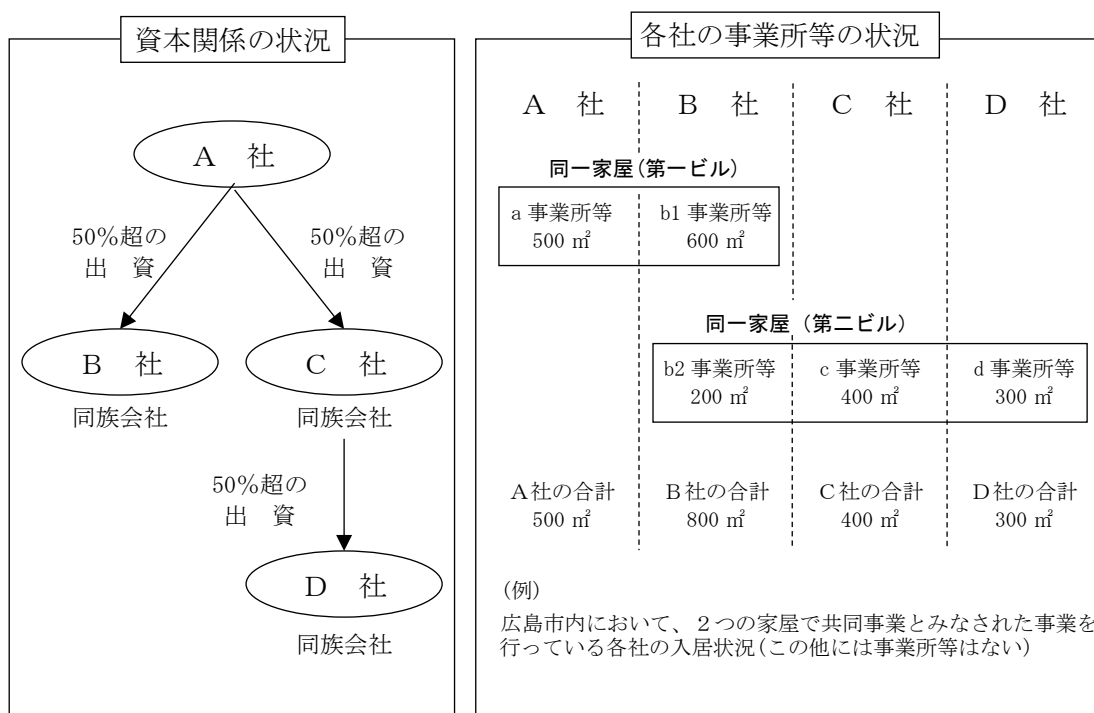 資本関係の状況
A 社
50%超の
出 資
50%超の
出 資
B 社
同族会社
C 社
同族会社
50%超の
出 資
D 社
同族会社
各社の事業所等の状況
A 社 B 社 C 社 D 社
同一家屋(第一ビル)
a 事業所等 b1 事業所等
500 ㎡ 600 ㎡
同一家屋 (第二ビル)
b2 事業所等 c 事業所等 d 事業所等
200 ㎡ 400 ㎡ 300 ㎡
A社の合計 B社の合計 C社の合計 D社の合計
500 ㎡ 800 ㎡ 400 ㎡ 300 ㎡
(例)
広島市内において、2つの家屋で共同事業とみなされた事業を
行っている各社の入居状況(この他には事業所等はない)